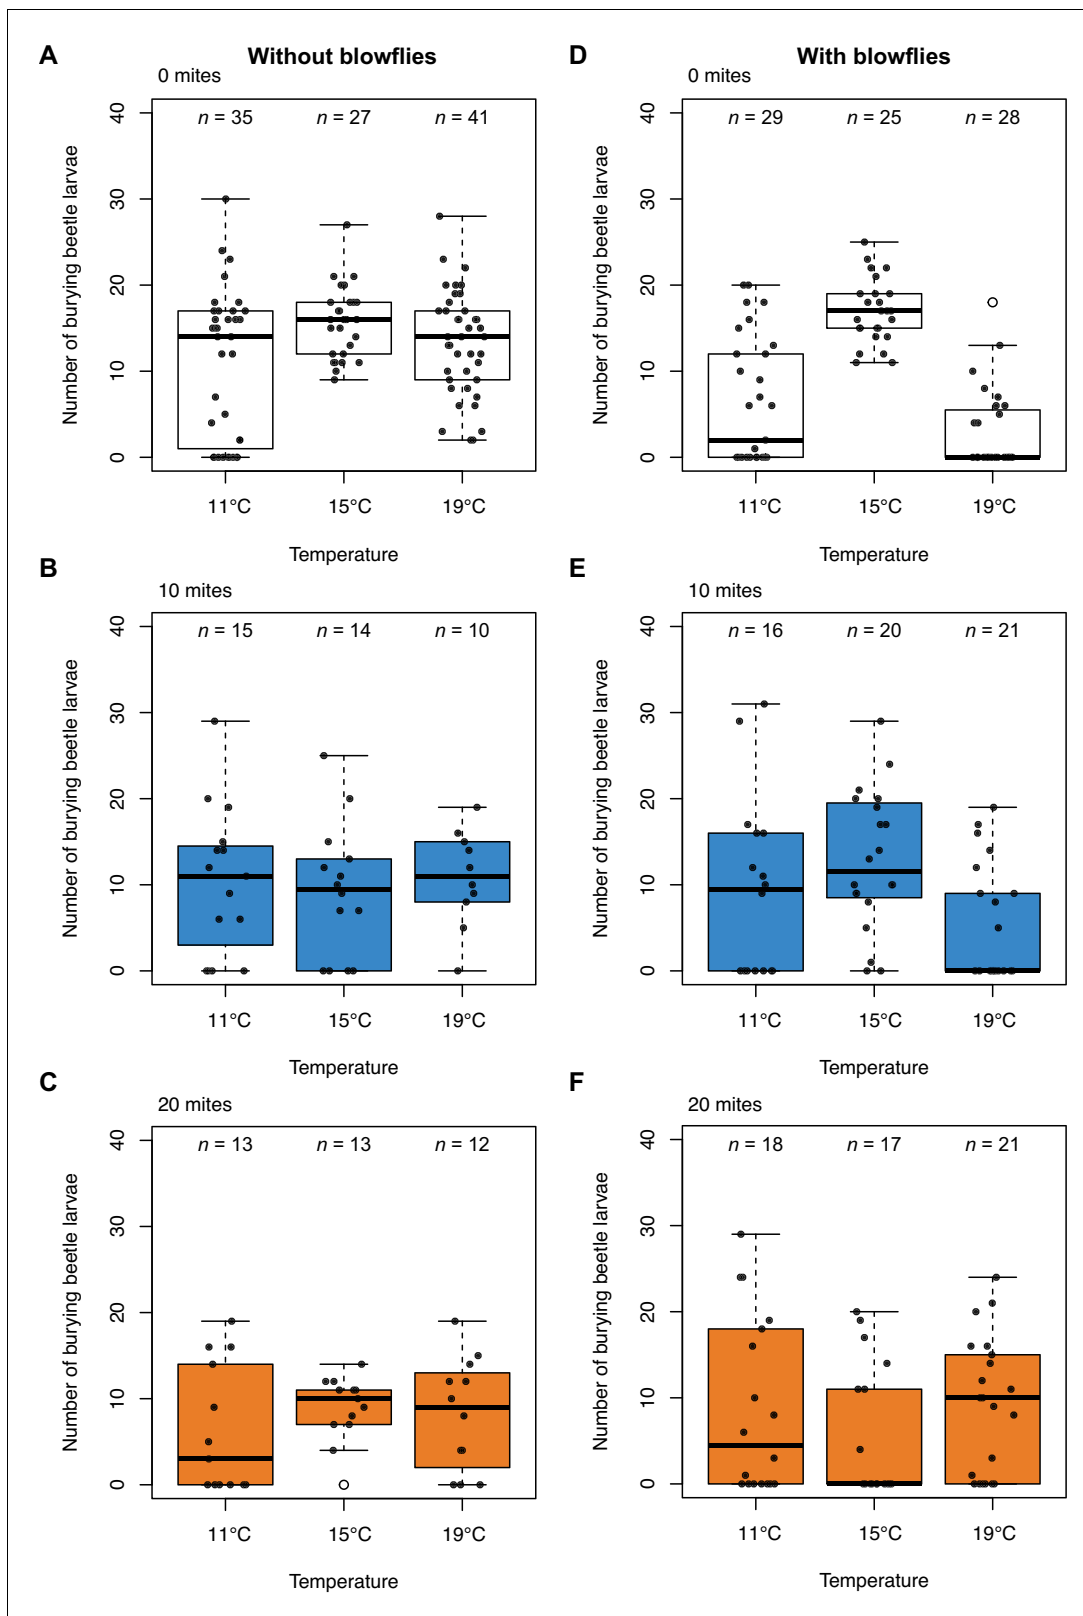 A
Without blowflies
0 mites
Number of burying beetle larvae
40
30
20
10
0
n = 35
n = 27
n = 41
11°C
15°C
19°C
Temperature
B
10 mites
Number of burying beetle larvae
40
30
20
10
0
n = 15
n = 14
n = 10
11°C
15°C
19°C
Temperature
C
20 mites
Number of burying beetle larvae
40
30
20
10
0
n = 13
n = 13
n = 12
11°C
15°C
19°C
Temperature
D
With blowflies
0 mites
Number of burying beetle larvae
40
30
20
10
0
n = 29
n = 25
n = 28
11°C
15°C
19°C
Temperature
E
10 mites
Number of burying beetle larvae
40
30
20
10
0
n = 16
n = 20
n = 21
11°C
15°C
19°C
Temperature
F
20 mites
Number of burying beetle larvae
40
30
20
10
0
n = 18
n = 17
n = 21
11°C
15°C
19°C
Temperature